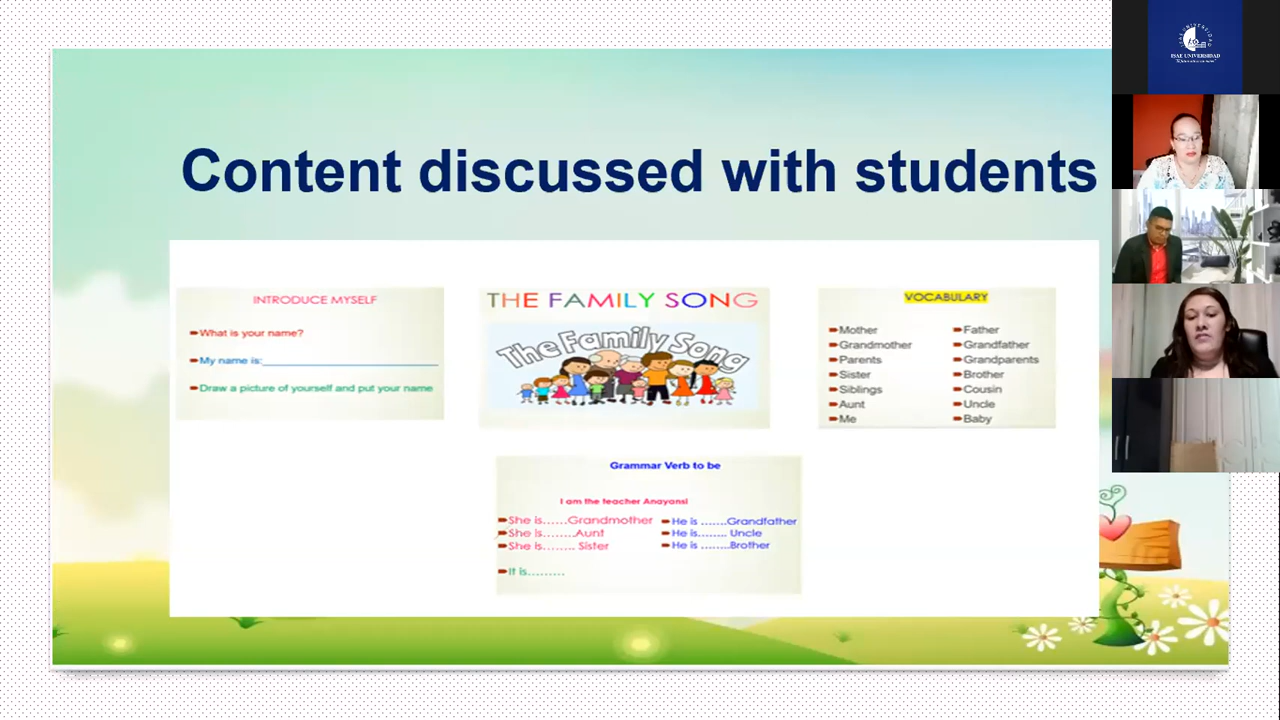 Content discussed with students
INTRODUCE MYSELF
What is your name?
My name is:____________________
Draw a picture of yourself and put your name
THE FAMILY SONG
The Family Song
VOCABULARY
Mother
Grandmother
Parents
Sister
Siblings
Aunt
Me
Father
Grandfather
Grandparents
Brother
Cousin
Uncle
Baby
Grammar Verb to be
I am the teacher Anayansi
She is......Grandmother
She is........Aunt
She is........ Sister
It is.........
He is .......Grandfather
He is........ Uncle
He is ........Brother
ISAE UNIVERSIDAD